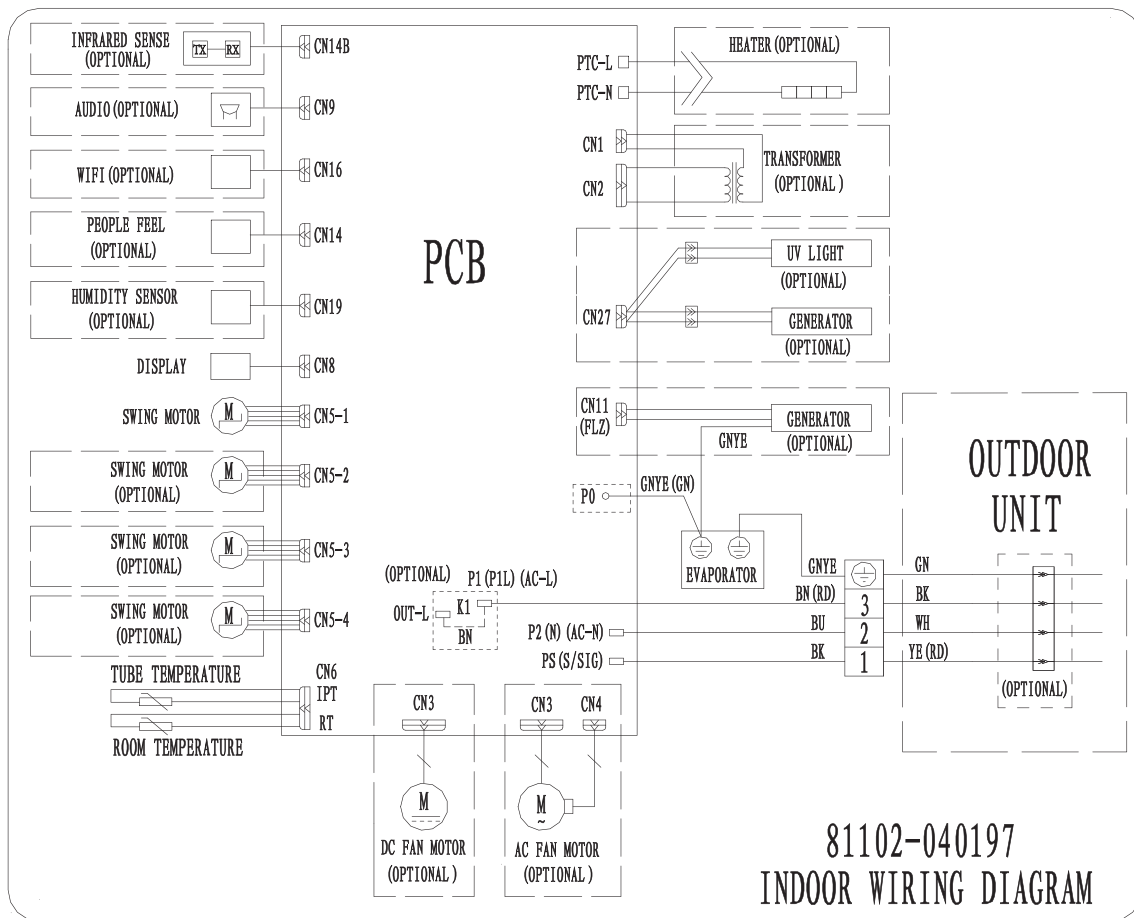 INFRARED SENSE
(OPTIONAL)
TX
RX
CN14B
AUDIO (OPTIONAL)
CN9
WIFI (OPTIONAL)
CN16
PEOPLE FEEL
(OPTIONAL)
CN14
HUMIDITY SENSOR
(OPTIONAL)
CN19
DISPLAY
CN8
SWING MOTOR
M
CN5-1
SWING MOTOR
(OPTIONAL)
M
CN5-2
SWING MOTOR
(OPTIONAL)
M
CN5-3
SWING MOTOR
(OPTIONAL)
M
CN5-4
TUBE TEMPERATURE
CN6
IPT
RT
ROOM TEMPERATURE
PCB
PTC-L
PTC-N
HEATER (OPTIONAL)
CN1
CN2
TRANSFORMER
(OPTIONAL )
CN27
UV LIGHT
(OPTIONAL)
GENERATOR
(OPTIONAL)
CN11
(FLZ)
GENERATOR
(OPTIONAL)
GNYE
P0
GNYE (GN)
EVAPORATOR
(OPTIONAL)
P1 (P1L) (AC-L)
OUT-L
K1
BN
P2 (N) (AC-N)
PS (S/SIG)
GNYE
BN (RD)
BU
BK
3
2
1
OUTDOOR
UNIT
GN
BK
WH
YE (RD)
(OPTIONAL)
CN3
M
DC FAN MOTOR
(OPTIONAL )
CN3
CN4
M
~
AC FAN MOTOR
(OPTIONAL )
81102-040197
INDOOR WIRING DIAGRAM